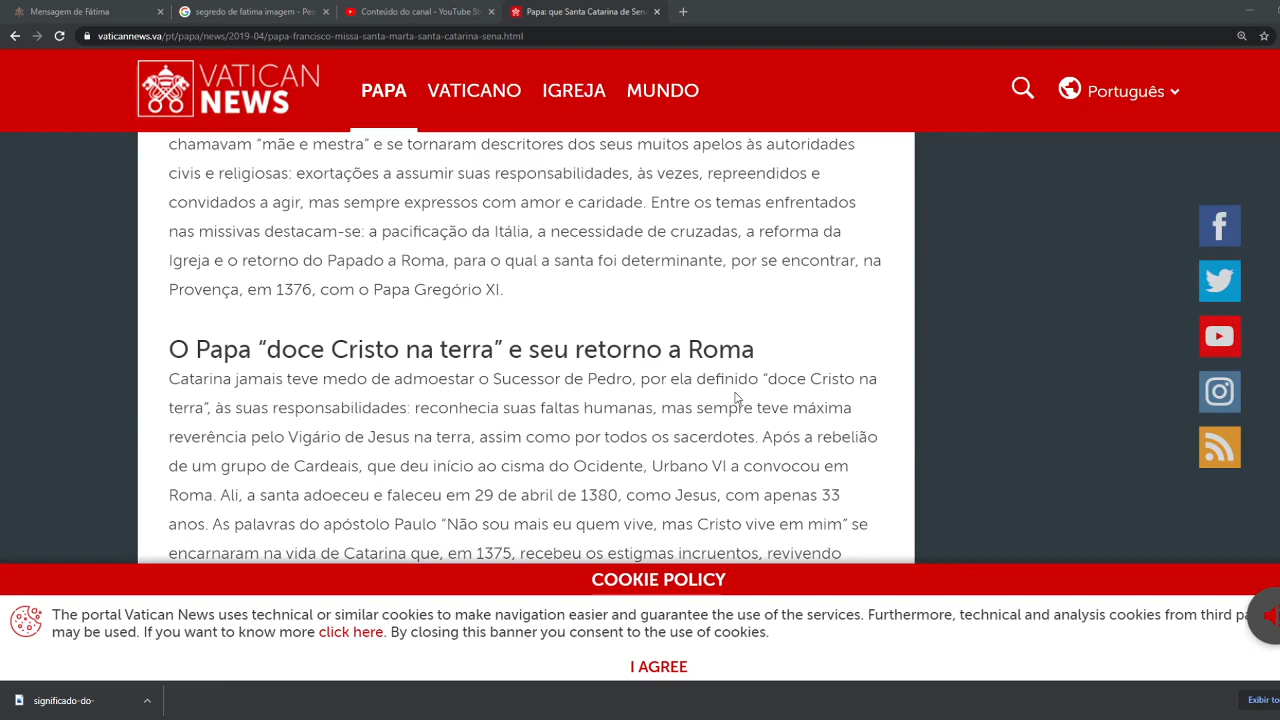 Mensagem de Fátima
segredo de fatima imagem - Pes
Conteúdo do canal - YouTube St
Papa: que Santa Catarina de Sen
vaticannews.va/pt/papa/news/2019-04/papa-francisco-missa-santa-marta-santa-catarina-sena.html
VATICAN
NEWS
PAPA
VATICANO
IGREJA
MUNDO
Português
chamavam “mãe e mestra” e se tornaram descritores dos seus muitos apelos às autoridades
civis e religiosas: exortações a assumir suas responsabilidades, às vezes, repreendidos e
convidados a agir, mas sempre expressos com amor e caridade. Entre os temas enfrentados
nas missivas destacam-se: a pacificação da Itália, a necessidade de cruzadas, a reforma da
Igreja e o retorno do Papado a Roma, para o qual a santa foi determinante, por se encontrar, na
Provença, em 1376, com o Papa Gregório XI.
O Papa “doce Cristo na terra” e seu retorno a Roma
Catarina jamais teve medo de admoestar o Sucessor de Pedro, por ela definido “doce Cristo na
terra”, às suas responsabilidades: reconhecia suas faltas humanas, mas sempre teve máxima
reverência pelo Vigário de Jesus na terra, assim como por todos os sacerdotes. Após a rebelião
de um grupo de Cardeais, que deu início ao cisma do Ocidente, Urbano VI a convocou em
Roma. Ali, a santa adoeceu e faleceu em 29 de abril de 1380, como Jesus, com apenas 33
anos. As palavras do apóstolo Paulo “Não sou mais eu quem vive, mas Cristo vive em mim” se
encarnaram na vida de Catarina que, em 1375, recebeu os estigmas incruentos, revivendo
COOKIE POLICY
The portal Vatican News uses technical or similar cookies to make navigation easier and guarantee the use of the services. Furthermore, technical and analysis cookies from third pa
may be used. If you want to know more click here. By closing this banner you consent to the use of cookies.
I AGREE
significado-do-
Exibir to